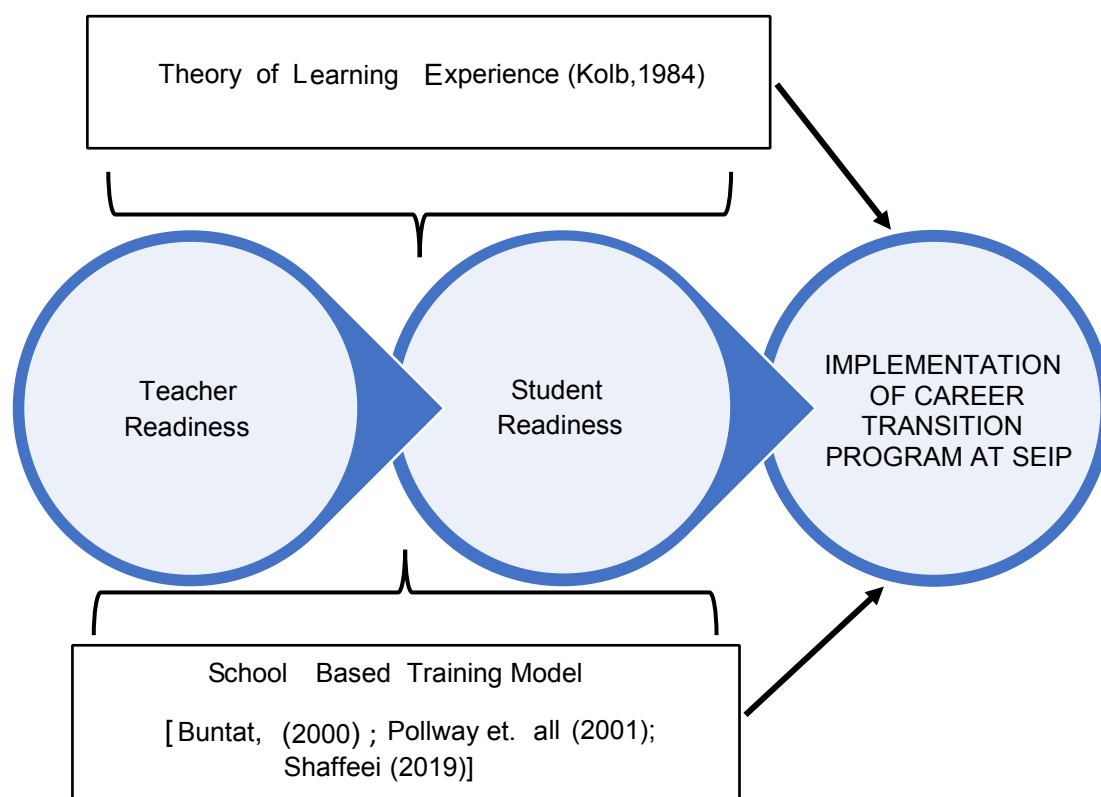 Theory of Learning Experience (Kolb,1984)
Teacher
Readiness
Student
Readiness
IMPLEMENTATION
OF CAREER
TRANSITION
PROGRAM AT SEIP
School Based Training Model
[Buntat, (2000) ; Pollway et. all (2001);
Shaffeei (2019)]